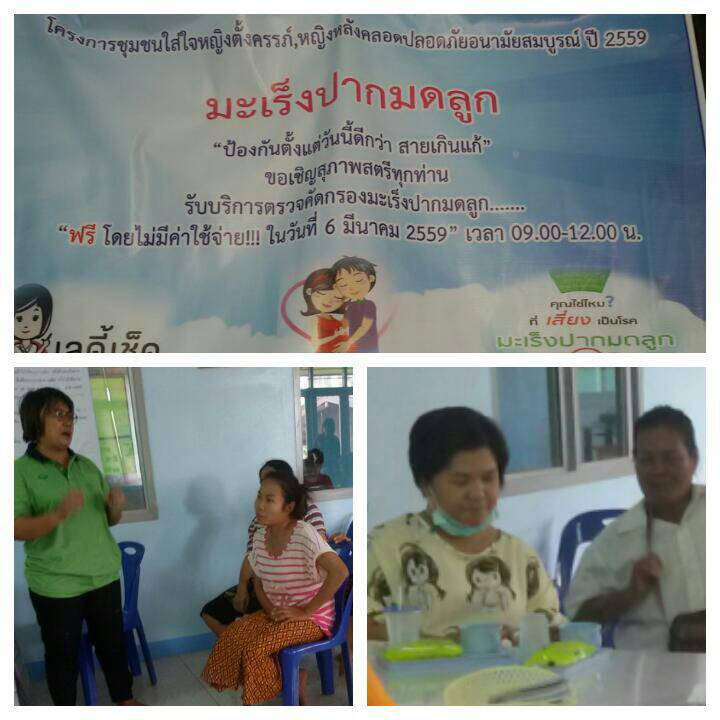 โครงการชุมชนใส่ใจหญิงตั้งครรภ์,หญิงหลังคลอดปลอดภัยอนามัยสมบูรณ์ ปี 2559
มะเร็งปากมดลูก
“ป้องกันตั้งแต่วันนี้ดีกว่า สายเกินแก้”
ขอเชิญสุภาพสตรีทุกท่าน
รับบริการตรวจคัดกรองมะเร็งปากมดลูก.......
“ฟรี โดยไม่มีค่าใช้จ่าย!!! ในวันที่ 6 มีนาคม 2559” เวลา 09.00-12.00 น.
เลดี้เช็ค
คุณใช่ไหม?
ที่ เสี่ยง เป็นโรค
มะเร็งปากมดลูก